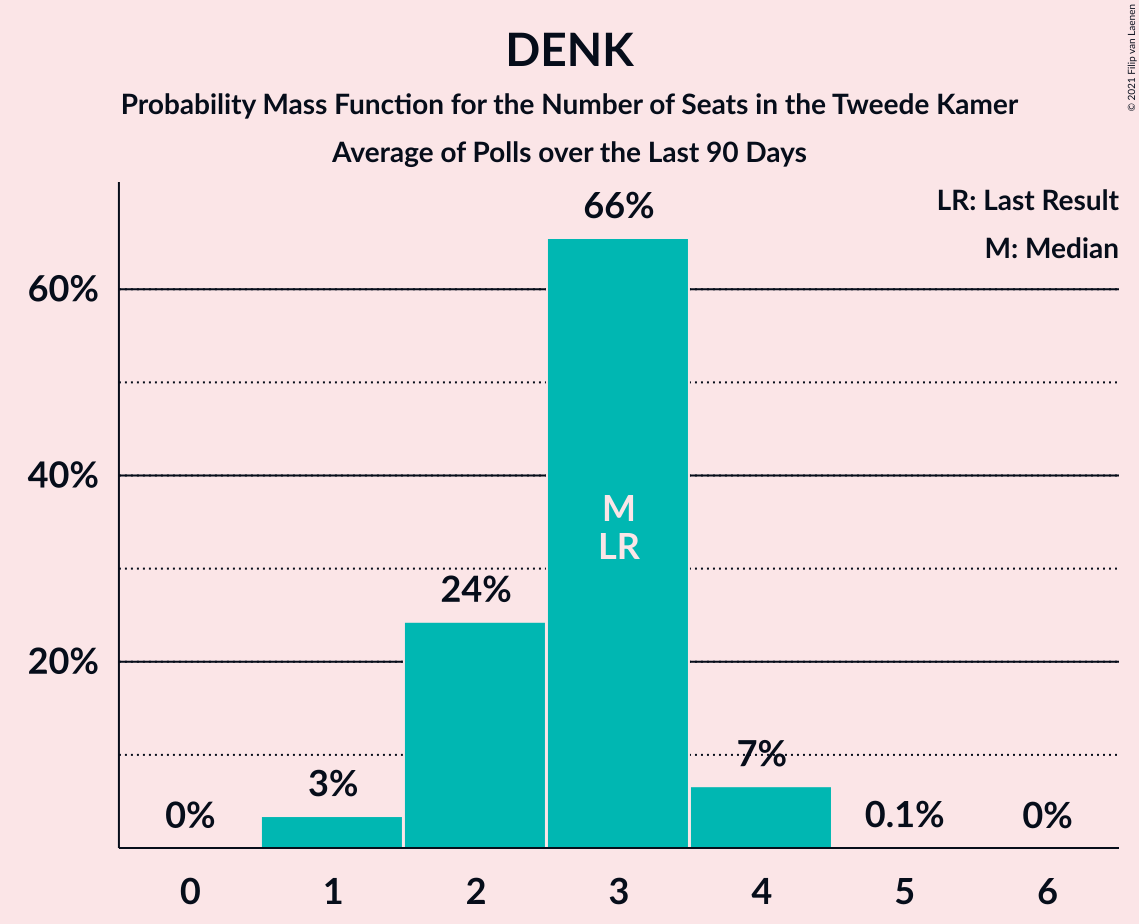 DENK
Probability Mass Function for the Number of Seats in the Tweede Kamer
Average of Polls over the Last 90 Days
© 2021 Filip van Laenen
LR: Last Result
M: Median
66%
60%
40%
M
LR
24%
20%
7%
3%
0%
0.1%
0%
0 1 2 3 4 5 6